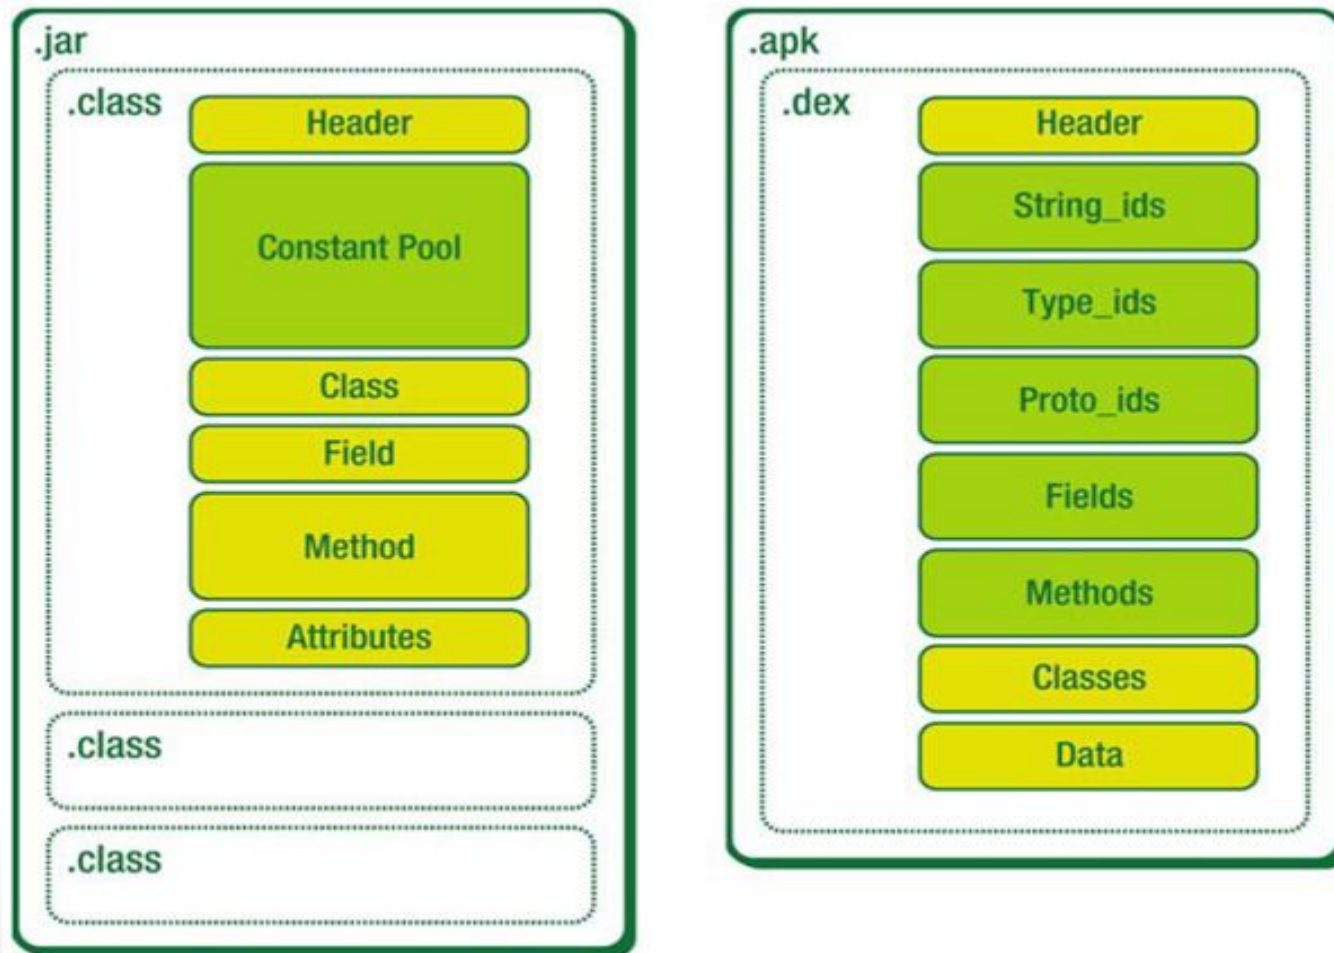 .jar
.class
Header
Constant Pool
Class
Field
Method
Attributes
.class
.class
.apk
.dex
Header
String_ids
Type_ids
Proto_ids
Fields
Methods
Classes
Data